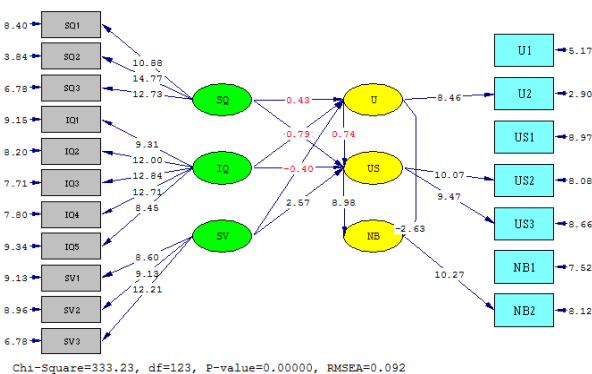 8.40 SQ1
3.84 SQ2
6.78 SQ3
9.15 IQ1
8.20 IQ2
7.71 IQ3
7.80 IQ4
9.34 IQ5
9.13 SV1
8.96 SV2
6.78 SV3
10.88
14.77
12.73
9.31
12.00
12.84
12.71
8.45
8.60
9.13
12.21
SQ
IQ
SV
0.43
0.79
-0.40
2.57
U
0.74
US
8.98
NB
-2.63
8.46
10.07
9.47
10.27
U1 5.17
U2 2.90
US1 8.97
US2 8.08
US3 8.66
NB1 7.52
NB2 8.12
Chi-Square=333.23, df=123, P-value=0.00000, RMSEA=0.092